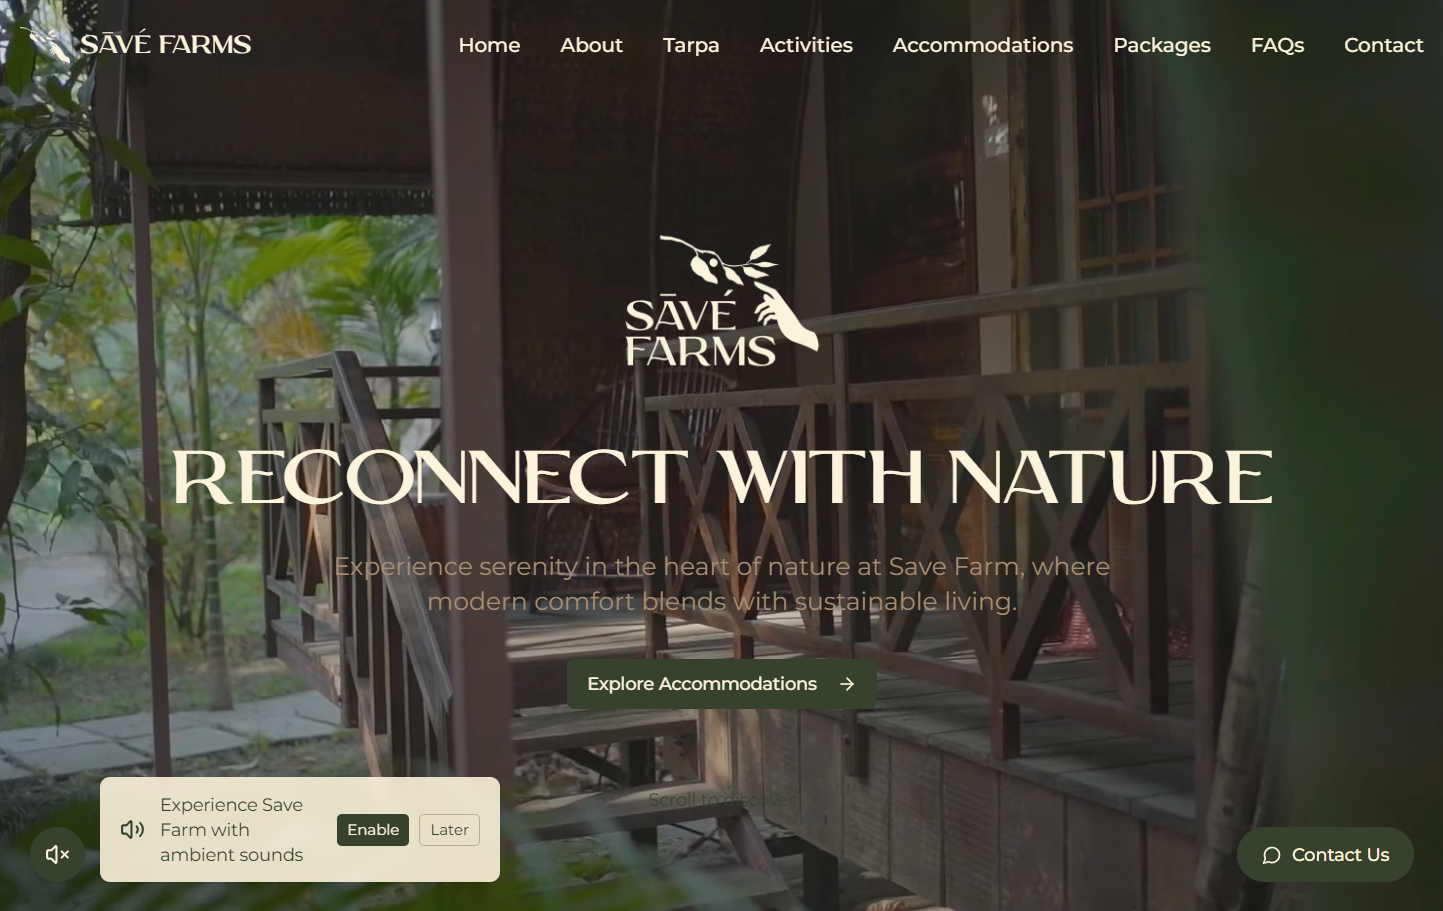 SĀVÉ FARMS
Home
About
Tarpa
Activities
Accommodations
Packages
FAQs
Contact
SĀVÉ
FARMS
RECONNECT WITH NATURE
Experience serenity in the heart of nature at Save Farm, where
modern comfort blends with sustainable living.
Explore Accommodations
Scroll to discover
Experience Save
Farm with
ambient sounds
Enable
Later
Contact Us